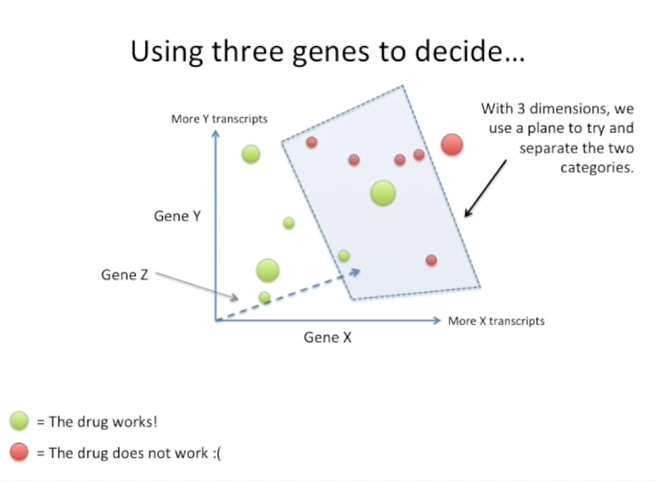 Using three genes to decide...
More Y transcripts
With 3 dimensions, we
use a plane to try and
separate the two
categories.
Gene Y
Gene Z
More X transcripts
Gene X
= The drug works!
= The drug does not work :(